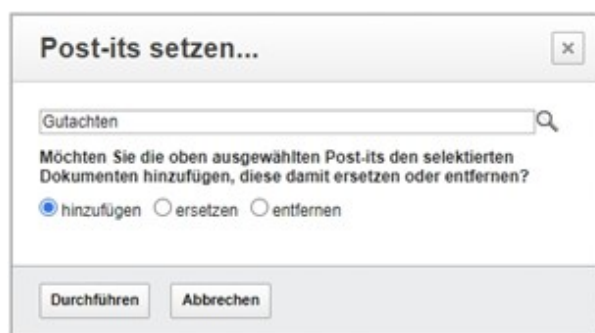 Post-its setzen...
Gutachten
Möchten Sie die oben ausgewählten Post-its den selektierten
Dokumenten hinzufügen, diese damit ersetzen oder entfernen?
hinzufügen ersetzen entfernen
Durchführen Abbrechen